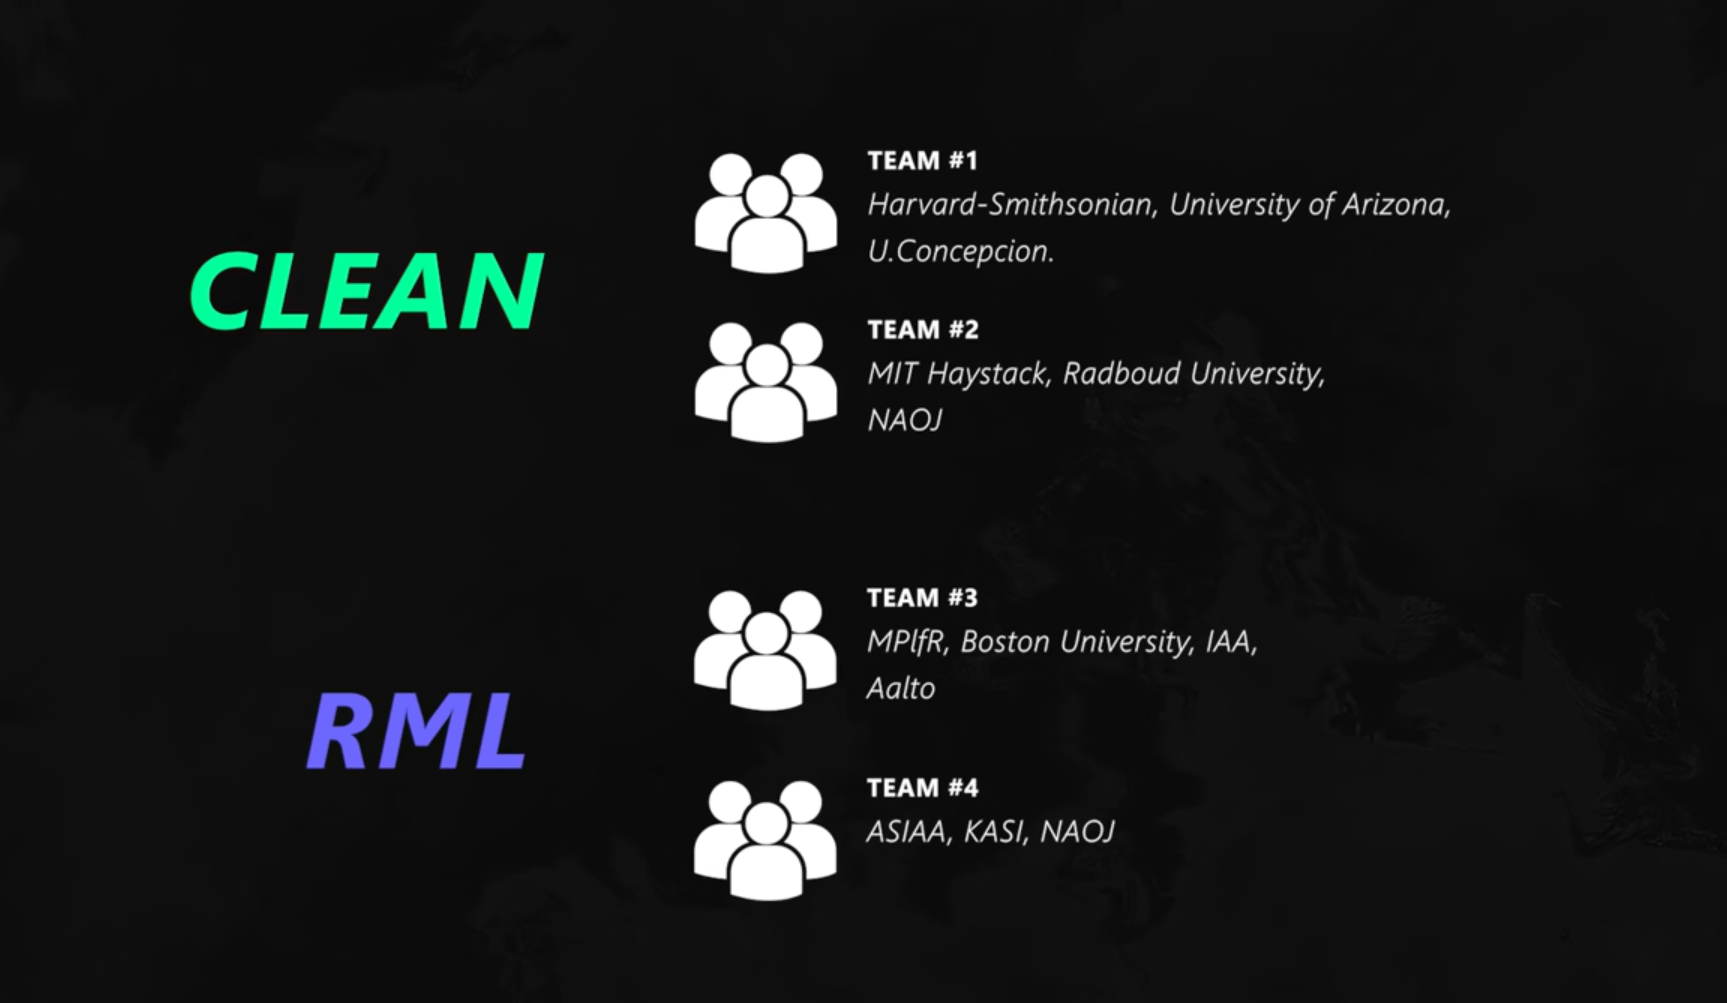 CLEAN
TEAM #1
Harvard-Smithsonian, University of Arizona,
U.Concepcion.
TEAM #2
MIT Haystack, Radboud University,
NAOJ
RML
TEAM #3
MPlfR, Boston University, IAA,
Aalto
TEAM #4
ASIAA, KASI, NAOJ